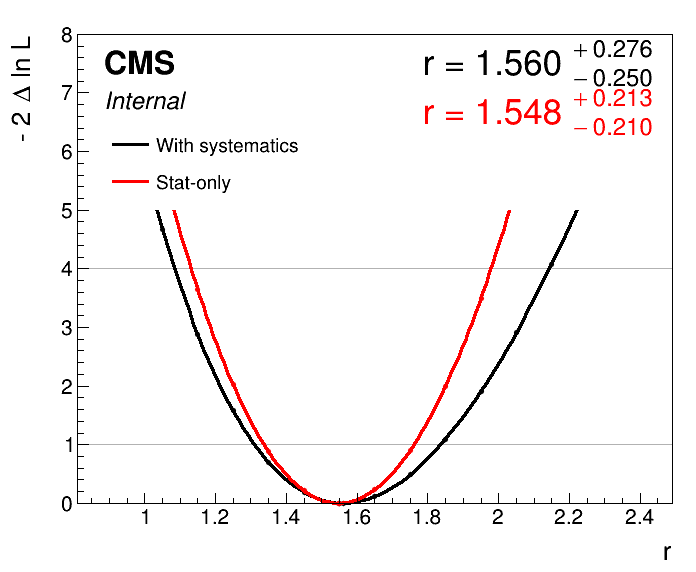 CMS
Internal
r = 1.560 +0.276 −0.250
r = 1.548 +0.213 −0.210
With systematics
Stat-only
- 2 Δ ln L
8
7
6
5
4
3
2
1
0
1 1.2 1.4 1.6 1.8 2 2.2 2.4
r